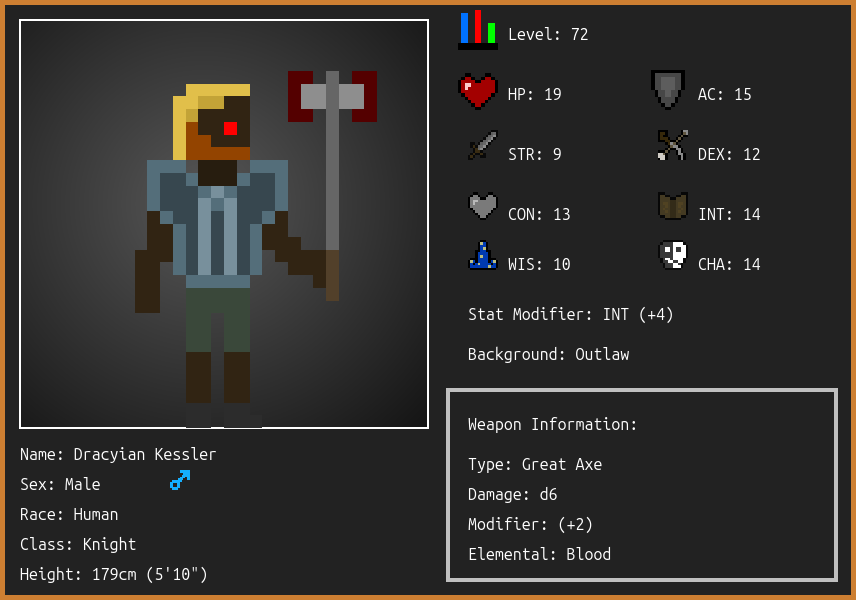 Level: 72
HP: 19
AC: 15
STR: 9
DEX: 12
CON: 13
INT: 14
WIS: 10
CHA: 14
Stat Modifier: INT (+4)
Background: Outlaw
Weapon Information:
Type: Great Axe
Damage: d6
Modifier: (+2)
Elemental: Blood
Name: Dracyian Kessler
Sex: Male
Race: Human
Class: Knight
Height: 179cm (5'10")